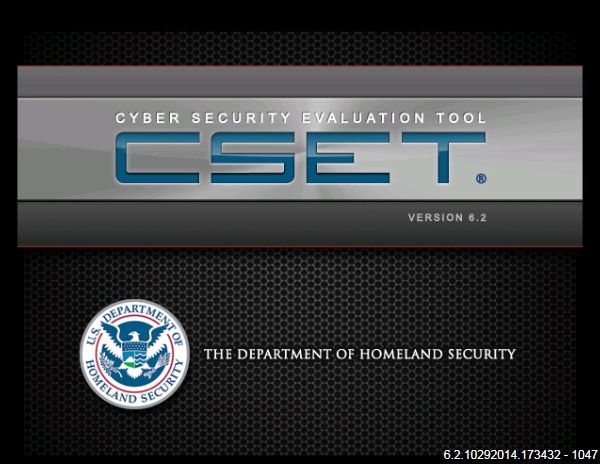 CYBER SECURITY EVALUATION TOOL
CSET®
VERSION 6.2
U.S. DEPARTMENT OF
HOMELAND SECURITY
THE DEPARTMENT OF HOMELAND SECURITY
6.2.10292014.173432 - 1047